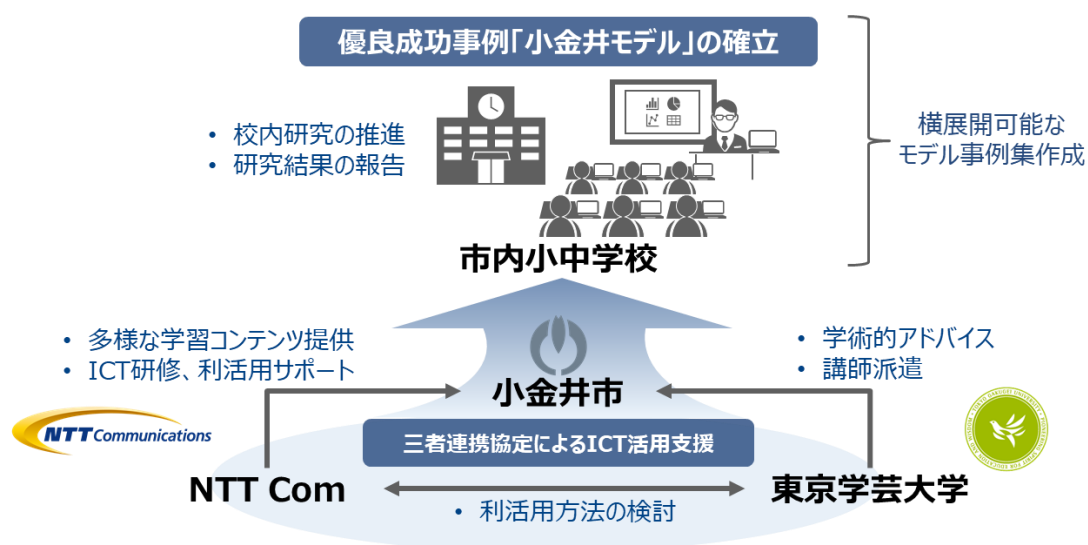 優良成功事例「小金井モデル」の確立
• 校内研究の推進
• 研究結果の報告
横展開可能な
モデル事例集作成
市内小中学校
• 多様な学習コンテンツ提供
• ICT研修、利活用サポート
• 学術的アドバイス
• 講師派遣
小金井市
NTT Communications
三者連携協定によるICT活用支援
NTT Com
東京学芸大学
• 利活用方法の検討